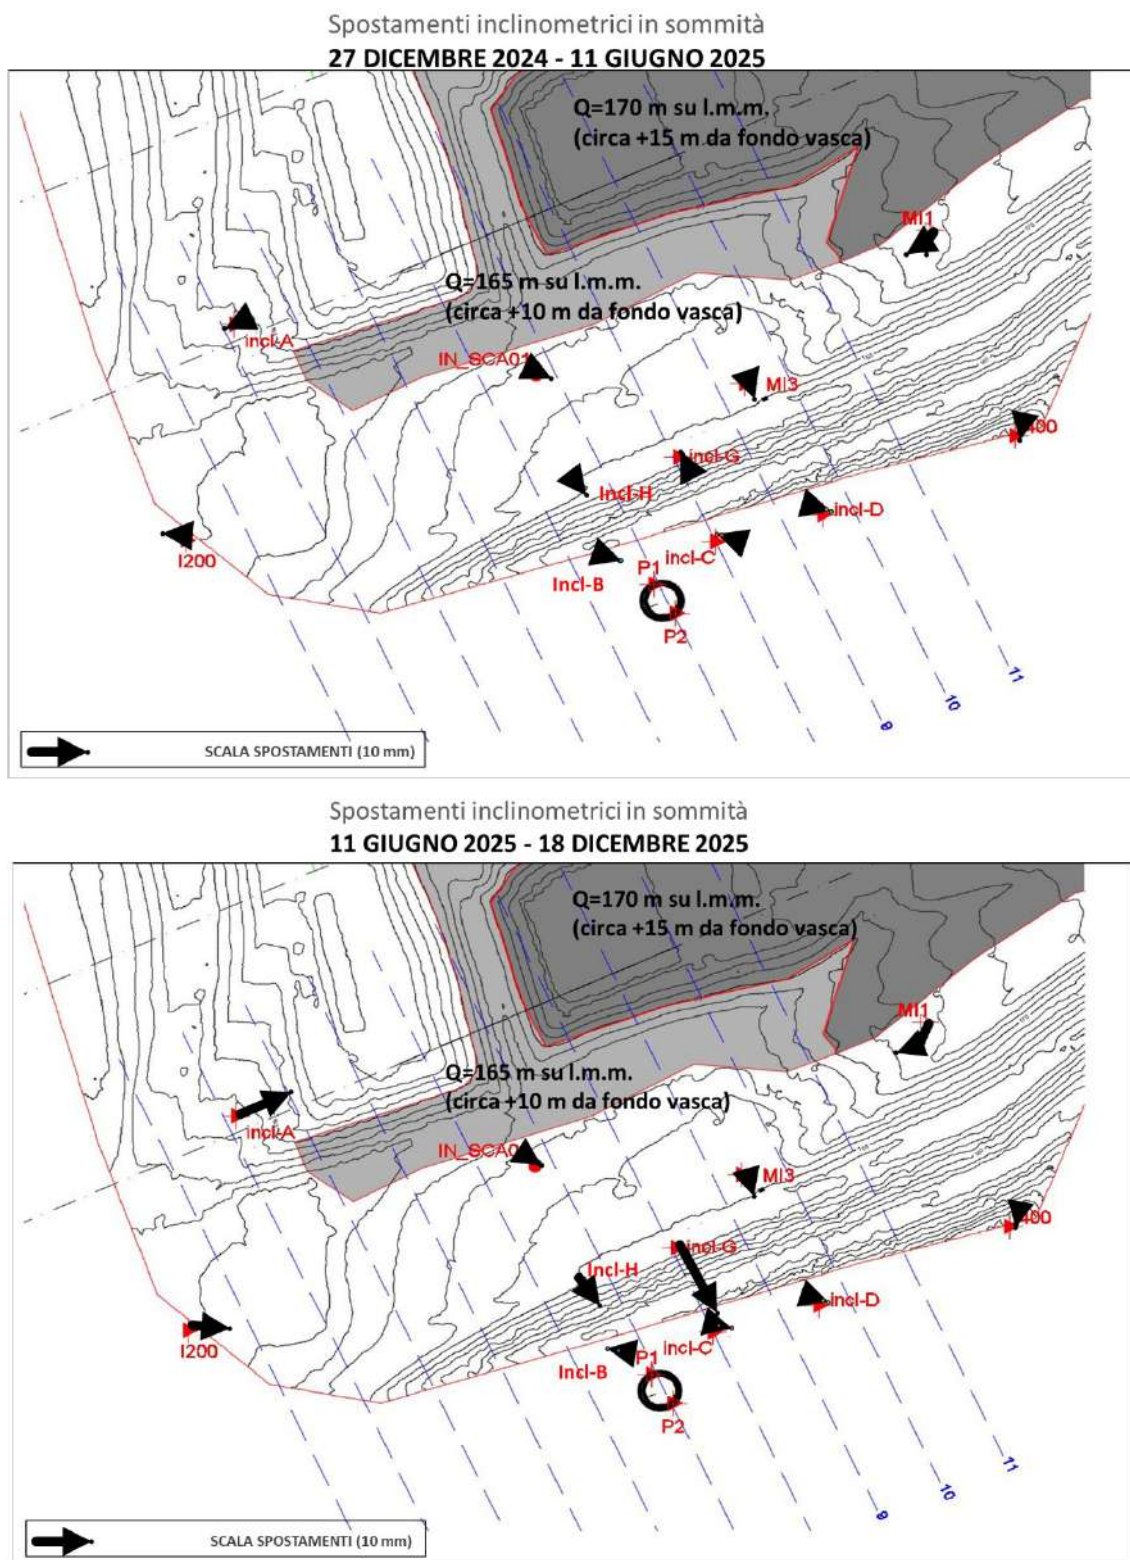 Spostamenti inclinometrici in sommità
27 DICEMBRE 2024 - 11 GIUGNO 2025
Q=170 m su l.m.m.
(circa +15 m da fondo vasca)
MI1
Q=165 m su l.m.m.
(circa +10 m da fondo vasca)
incl-A
IN_SCA01
MI3
400
incl-G
Incl-H
incl-D
I200
incl-C
Incl-B
P1
P2
11
10
9
SCALA SPOSTAMENTI (10 mm)
Spostamenti inclinometrici in sommità
11 GIUGNO 2025 - 18 DICEMBRE 2025
Q=170 m su l.m.m.
(circa +15 m da fondo vasca)
MI1
Q=165 m su l.m.m.
(circa +10 m da fondo vasca)
incl-A
IN_SCA0
MI3
400
incl-G
Incl-H
incl-D
I200
incl-C
P1
Incl-B
P2
11
10
9
SCALA SPOSTAMENTI (10 mm)